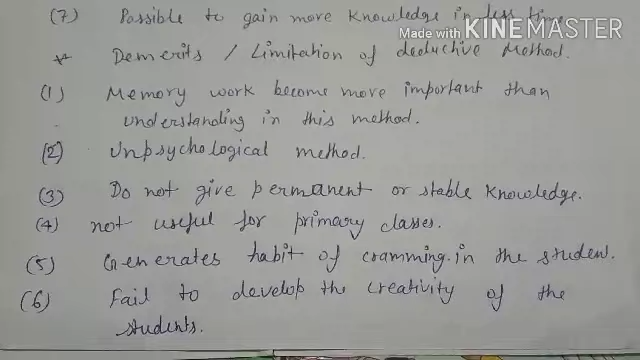 (7) Possible to gain more knowledge in less time
Made with KINEMASTER
* Demerits / Limitation of deductive Method.
(1) Memory work become more important than
understanding in this method.
(2) Unpsychological method.
(3) Do not give permanent or stable knowledge.
(4) not useful for primary classes.
(5) Generates habit of cramming in the student.
(6) Fail to develop the creativity of the
students.